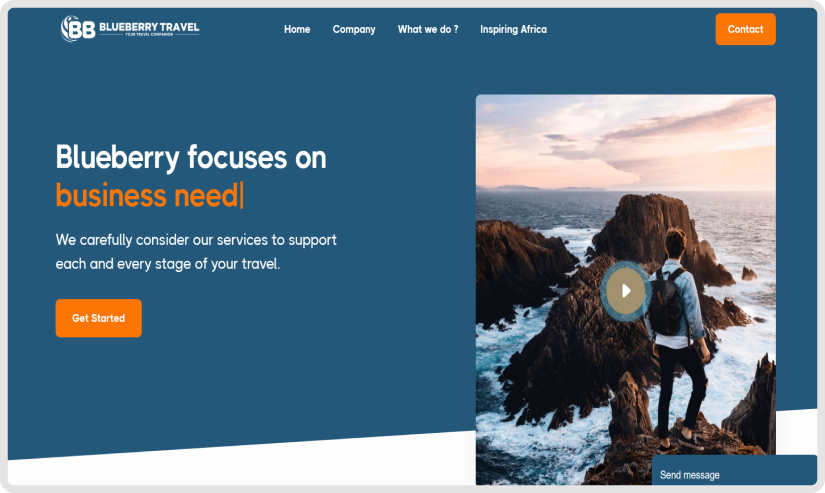 BB BLUEBERRY TRAVEL
YOUR TRAVEL COMPANION
Home Company What we do ? Inspiring Africa Contact
Blueberry focuses on
business need|
We carefully consider our services to support
each and every stage of your travel.
Get Started
Send message